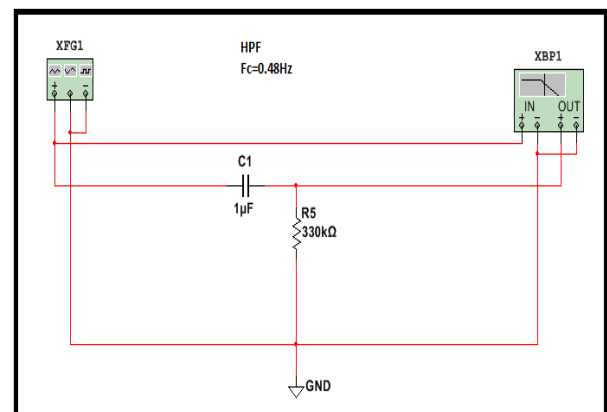 XFG1
HPF
Fc=0.48Hz
XBP1
IN OUT
C1
1µF
R5
330kΩ
GND